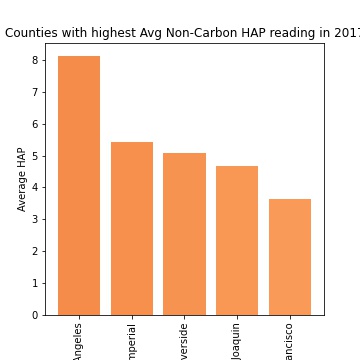 Counties with highest Avg Non-Carbon HAP reading in 2017
Average HAP
8
7
6
5
4
3
2
1
0
Angeles
mperial
verside
Joaquin
ancisco